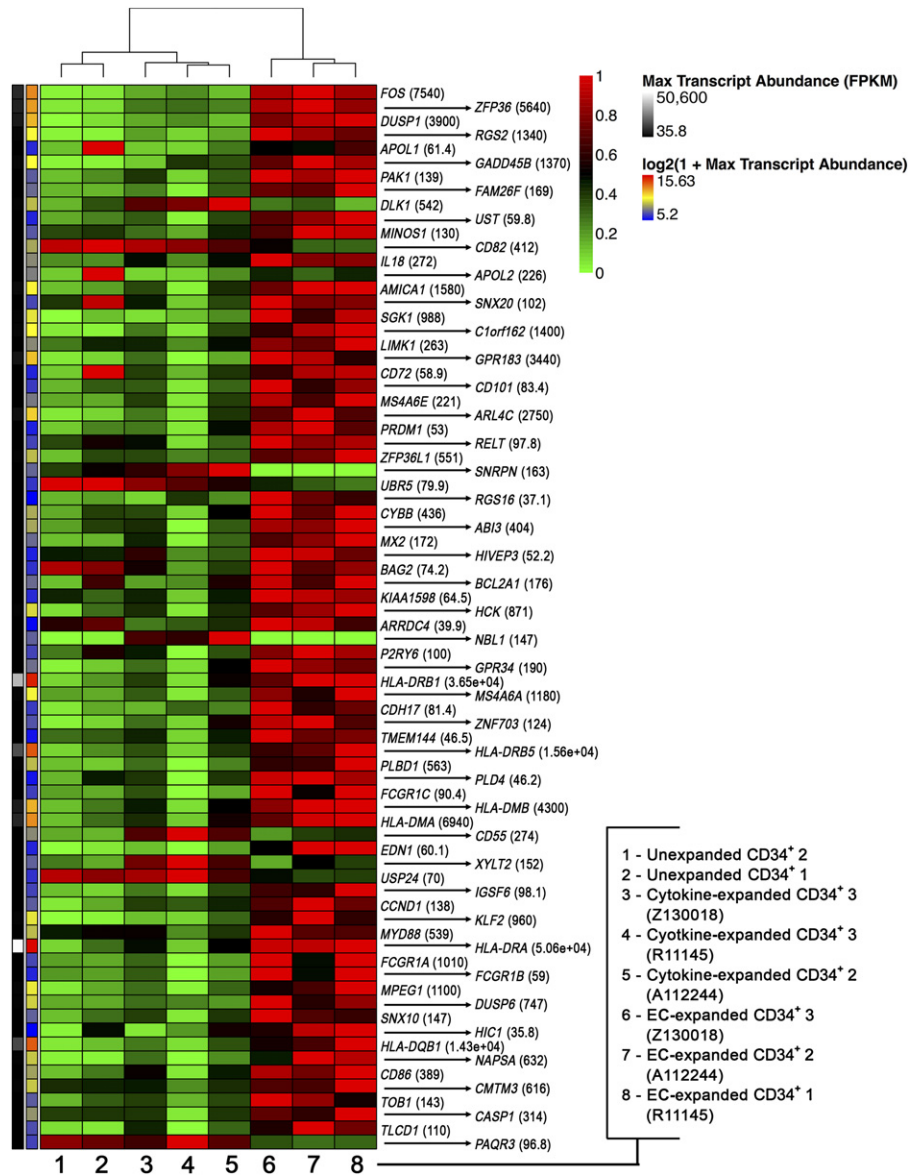 FOS (7540)
ZFP36 (5640)
DUSP1 (3900)
RGS2 (1340)
APOL1 (61.4)
GADD45B (1370)
PAK1 (139)
FAM26F (169)
DLK1 (542)
UST (59.8)
MINOS1 (130)
CD82 (412)
IL18 (272)
APOL2 (226)
AMICA1 (1580)
SNX20 (102)
SGK1 (988)
C1orf162 (1400)
LIMK1 (263)
GPR183 (3440)
CD72 (58.9)
CD101 (83.4)
MS4A6E (221)
ARL4C (2750)
PRDM1 (53)
RELT (97.8)
ZFP36L1 (551)
SNRPN (163)
UBR5 (79.9)
RGS16 (37.1)
CYBB (436)
ABI3 (404)
MX2 (172)
HIVEP3 (52.2)
BAG2 (74.2)
BCL2A1 (176)
KIAA1598 (64.5)
HCK (871)
ARRDC4 (39.9)
NBL1 (147)
P2RY6 (100)
GPR34 (190)
HLA-DRB1 (3.65e+04)
MS4A6A (1180)
CDH17 (81.4)
ZNF703 (124)
TMEM144 (46.5)
HLA-DRB5 (1.56e+04)
PLBD1 (563)
PLD4 (46.2)
FCGR1C (90.4)
HLA-DMB (4300)
HLA-DMA (6940)
CD55 (274)
EDN1 (60.1)
XYLT2 (152)
USP24 (70)
IGSF6 (98.1)
CCND1 (138)
KLF2 (960)
MYD88 (539)
HLA-DRA (5.06e+04)
FCGR1A (1010)
FCGR1B (59)
MPEG1 (1100)
DUSP6 (747)
SNX10 (147)
HIC1 (35.8)
HLA-DQB1 (1.43e+04)
NAPSA (632)
CD86 (389)
CMTM3 (616)
TOB1 (143)
CASP1 (314)
TLCD1 (110)
PAQR3 (96.8)
1 2 3 4 5 6 7 8
1
0.8
0.6
0.4
0.2
0
Max Transcript Abundance (FPKM)
50,600
35.8
log2(1 + Max Transcript Abundance)
15.63
5.2
1 - Unexpanded CD34⁺ 2
2 - Unexpanded CD34⁺ 1
3 - Cytokine-expanded CD34⁺ 3
(Z130018)
4 - Cyotkine-expanded CD34⁺ 3
(R11145)
5 - Cytokine-expanded CD34⁺ 2
(A112244)
6 - EC-expanded CD34⁺ 3
(Z130018)
7 - EC-expanded CD34⁺ 2
(A112244)
8 - EC-expanded CD34⁺ 1
(R11145)